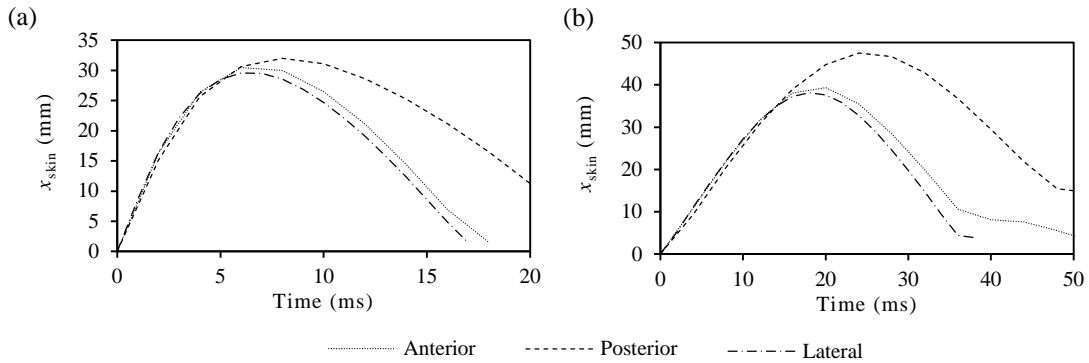 (a)
35
30
25
20
15
10
5
0
x_skin (mm)
0 5 10 15 20
Time (ms)
(b)
50
40
30
20
10
0
x_skin (mm)
0 10 20 30 40 50
Time (ms)
Anterior Posterior Lateral